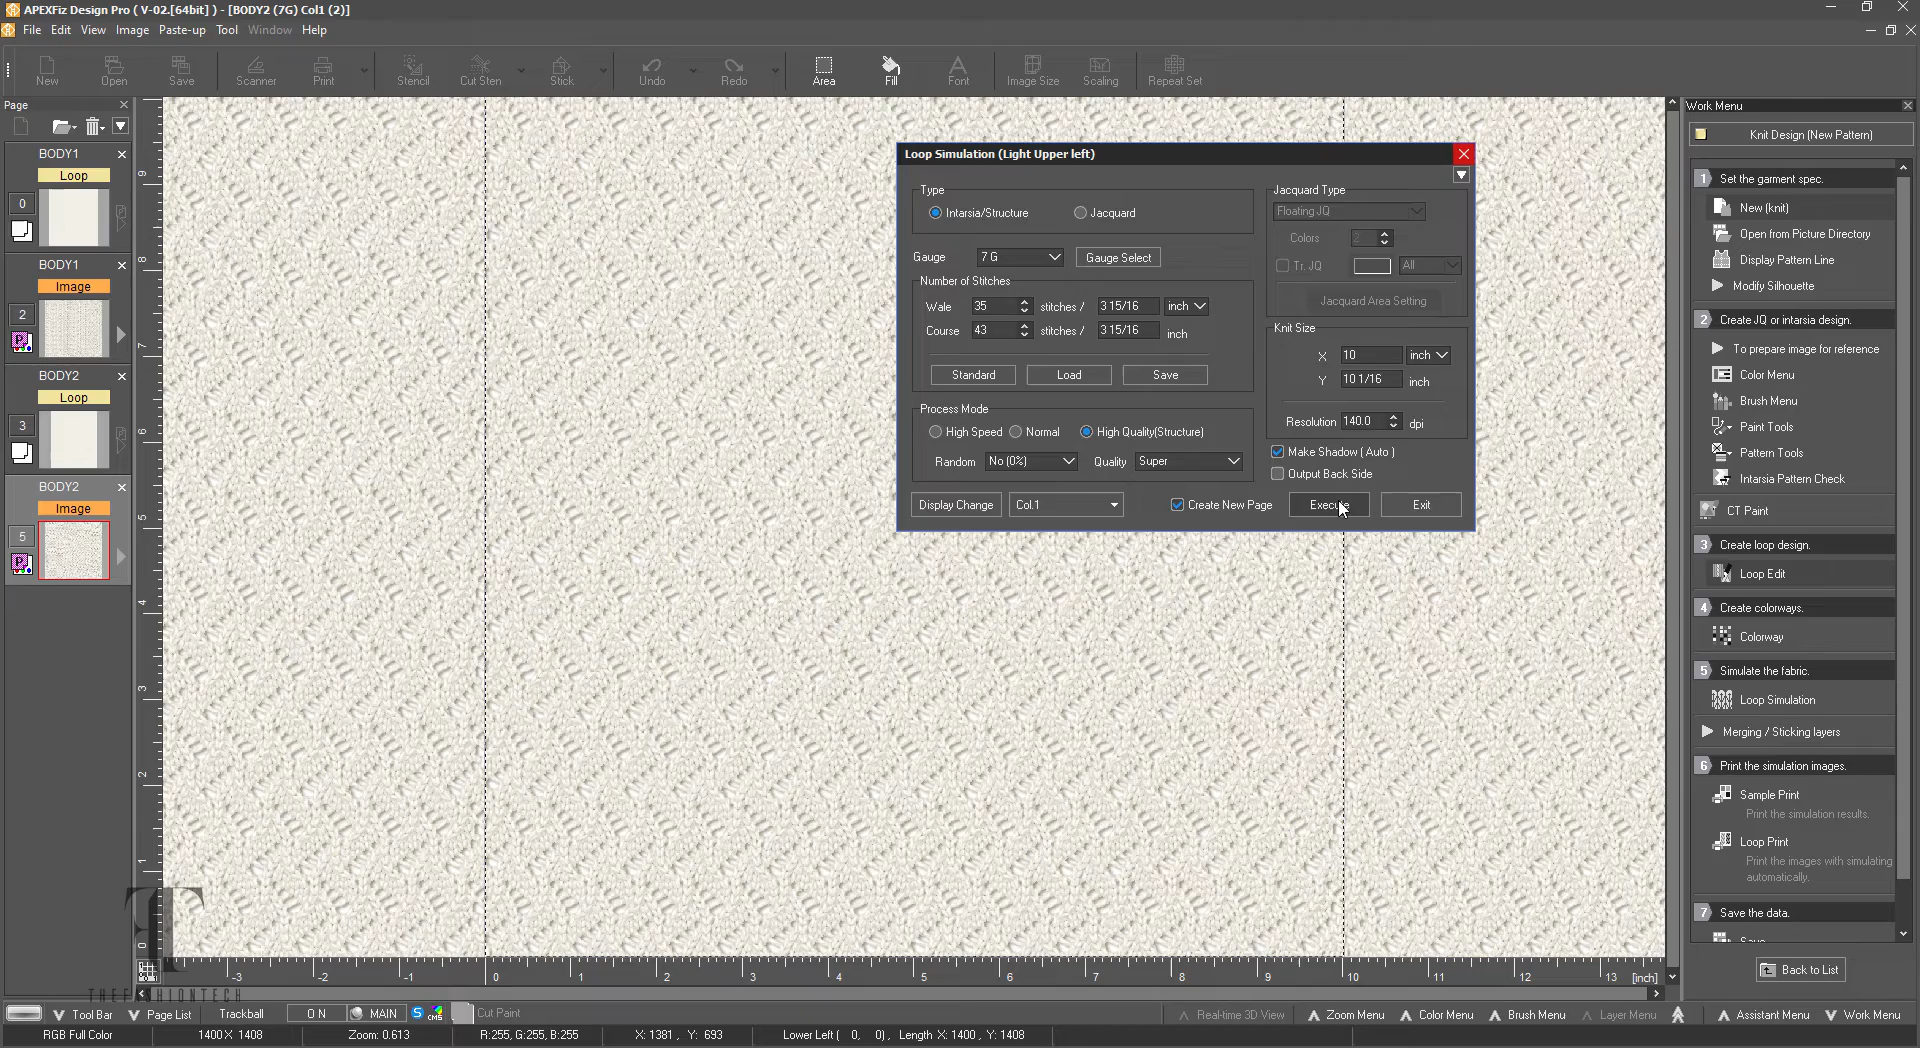 APEXFiz Design Pro ( V-02.[64bit] ) - [BODY2 (7G) Col1 (2)]
File Edit View Image Paste-up Tool Window Help
New Open Save Scanner Print Stencil Cut Sten Stick Undo Redo Area Fill Font Image Size Scaling Repeat Set
Page
BODY1
Loop
0
BODY1
Image
2
BODY2
Loop
3
BODY2
Image
5
9
8
7
6
5
4
3
2
1
0
-3 -2 -1 0 1 2 3 4 5 6 7 8 9 10 11 12 13 [inch]
Loop Simulation (Light Upper left)
Type
Intarsia/Structure Jacquard
Gauge 7 G Gauge Select
Number of Stitches
Wale 35 stitches / 3 15/16 inch
Course 43 stitches / 3 15/16 inch
Standard Load Save
Process Mode
High Speed Normal High Quality(Structure)
Random No (0%) Quality Super
Display Change Col.1 Create New Page Execute Exit
Jacquard Type
Floating JQ
Colors 2
Tr. JQ All
Jacquard Area Setting
Knit Size
X 10 inch
Y 10 1/16 inch
Resolution 140.0 dpi
Make Shadow ( Auto )
Output Back Side
Work Menu
Knit Design (New Pattern)
1 Set the garment spec.
New (knit)
Open from Picture Directory
Display Pattern Line
Modify Silhouette
2 Create JQ or intarsia design.
To prepare image for reference
Color Menu
Brush Menu
Paint Tools
Pattern Tools
Intarsia Pattern Check
CT Paint
3 Create loop design.
Loop Edit
4 Create colorways.
Colorway
5 Simulate the fabric.
Loop Simulation
Merging / Sticking layers
6 Print the simulation images.
Sample Print
Print the simulation results.
Loop Print
Print the images with simulating
automatically.
7 Save the data.
Save
Back to List
THEFASHIONTECH
Tool Bar Page List Trackball ON MAIN S CMS Cut Paint Real-time 3D View Zoom Menu Color Menu Brush Menu Layer Menu Assistant Menu Work Menu
RGB Full Color 1400 X 1408 Zoom: 0.613 R:255, G:255, B:255 X: 1381 , Y: 693 Lower Left ( 0, 0) , Length X: 1400 , Y: 1408